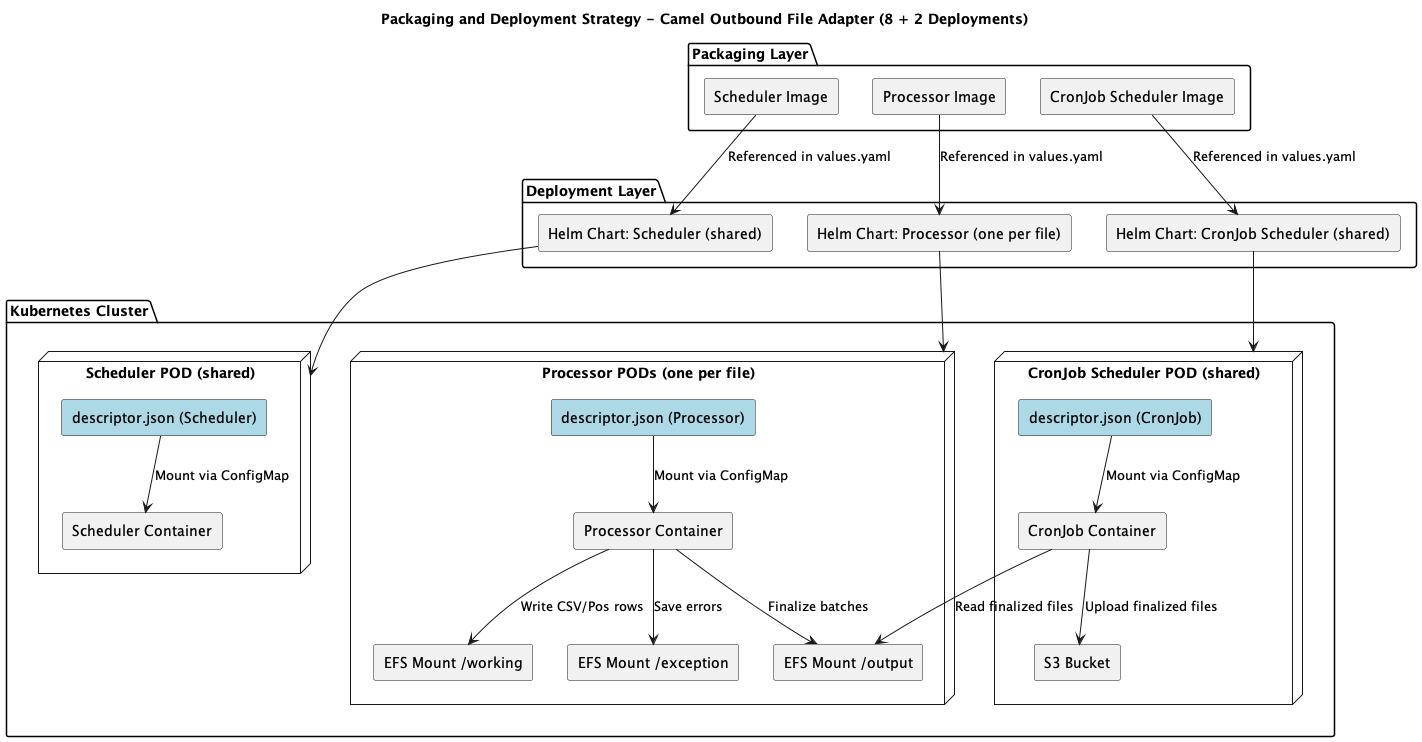 Packaging and Deployment Strategy - Camel Outbound File Adapter (8 + 2 Deployments)
Packaging Layer
Scheduler Image
Processor Image
CronJob Scheduler Image
Referenced in values.yaml
Referenced in values.yaml
Referenced in values.yaml
Deployment Layer
Helm Chart: Scheduler (shared)
Helm Chart: Processor (one per file)
Helm Chart: CronJob Scheduler (shared)
Kubernetes Cluster
Scheduler POD (shared)
Processor PODs (one per file)
CronJob Scheduler POD (shared)
descriptor.json (Scheduler)
descriptor.json (Processor)
descriptor.json (CronJob)
Mount via ConfigMap
Mount via ConfigMap
Mount via ConfigMap
Scheduler Container
Processor Container
CronJob Container
Write CSV/Pos rows
Save errors
Finalize batches
Read finalized files
Upload finalized files
EFS Mount /working
EFS Mount /exception
EFS Mount /output
S3 Bucket